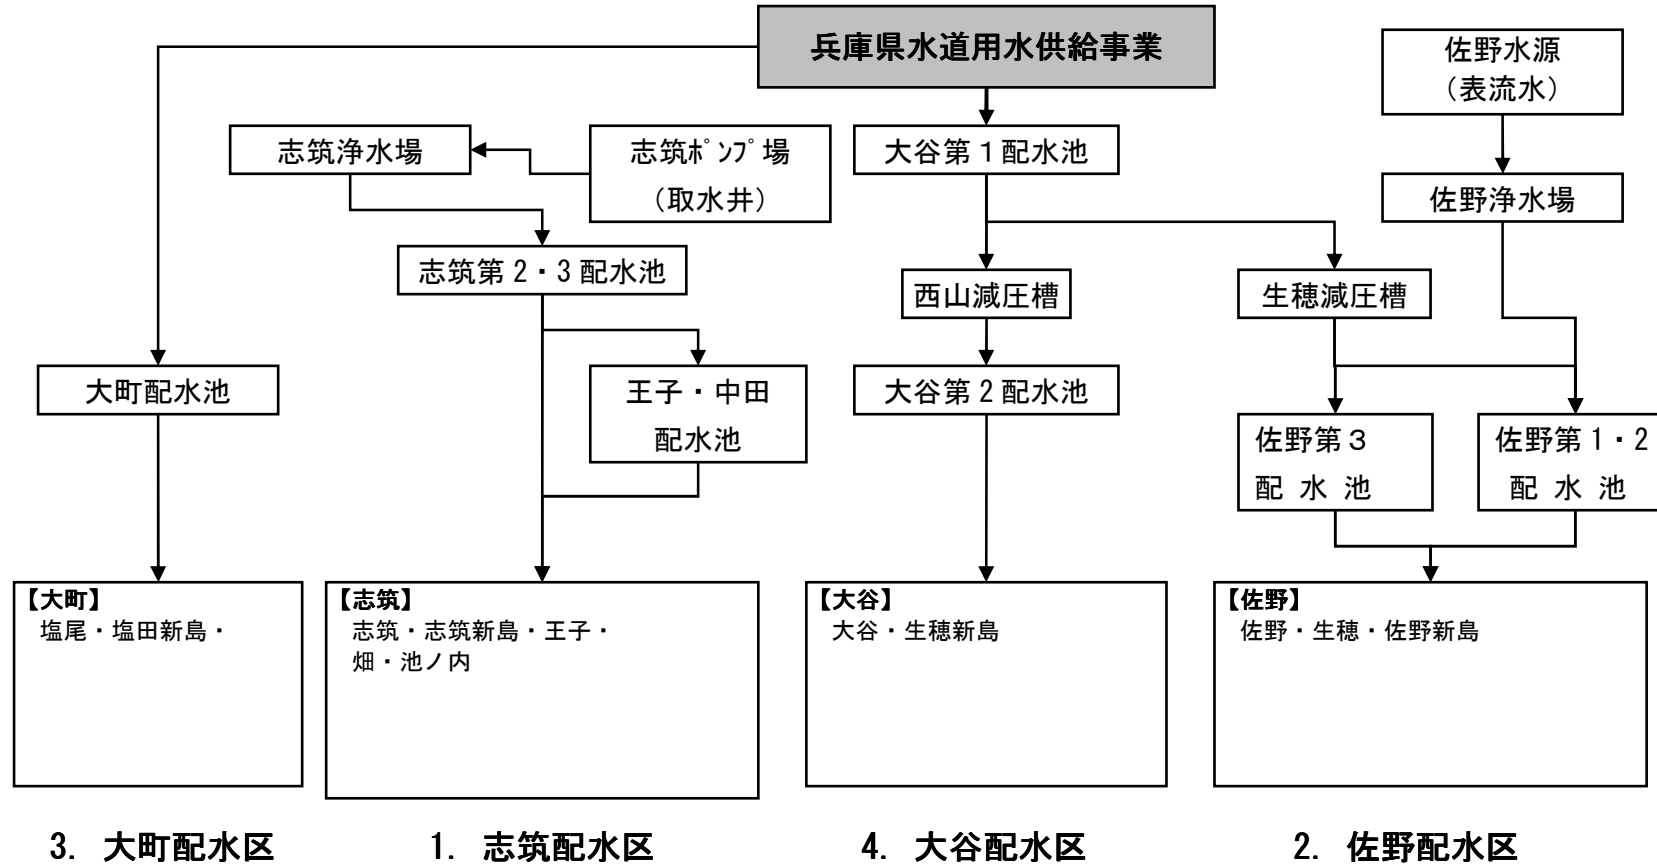 兵庫県水道用水供給事業
佐野水源
（表流水）
志筑浄水場
志筑ﾎﾟﾝﾌﾟ場
（取水井）
大谷第１配水池
佐野浄水場
志筑第2・3配水池
西山減圧槽
生穂減圧槽
大町配水池
王子・中田
配水池
大谷第2配水池
佐野第３
配 水 池
佐野第1・2
配 水 池
【大町】
塩尾・塩田新島・
【志筑】
志筑・志筑新島・王子・
畑・池ノ内
【大谷】
大谷・生穂新島
【佐野】
佐野・生穂・佐野新島
3. 大町配水区
1. 志筑配水区
4. 大谷配水区
2. 佐野配水区